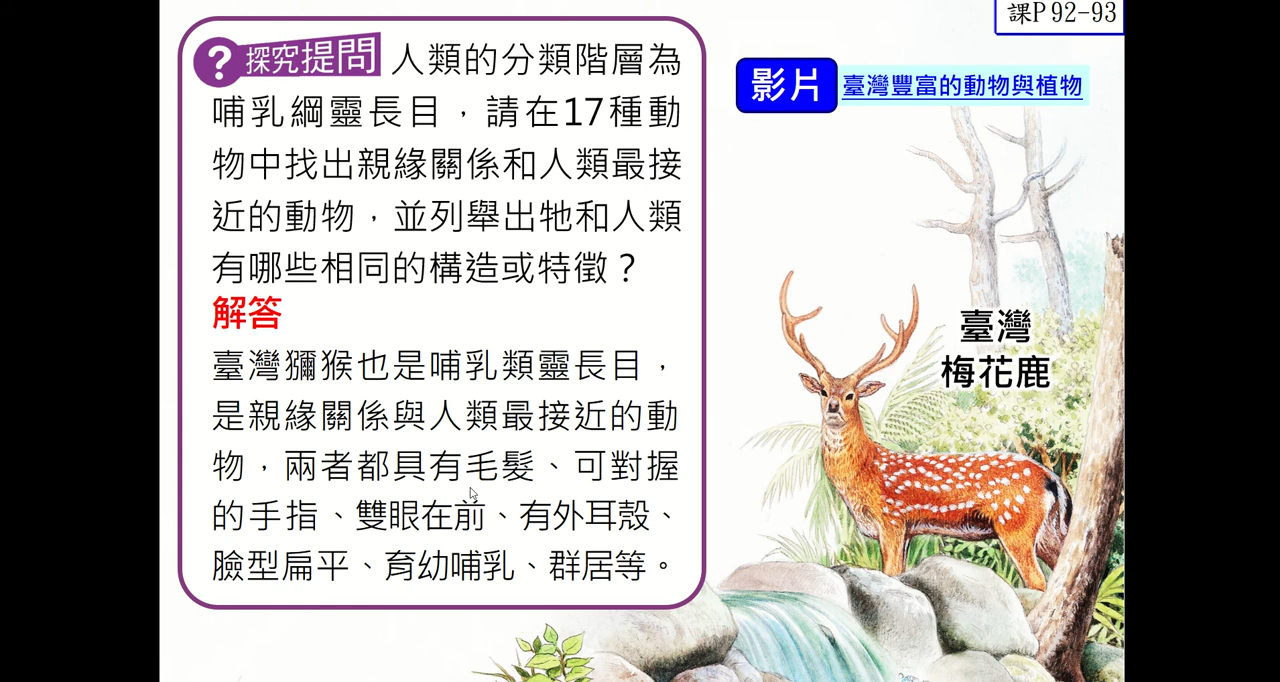 課P 92-93
? 探究提問 人類的分類階層為
哺乳綱靈長目，請在17種動
物中找出親緣關係和人類最接
近的動物，並列舉出牠和人類
有哪些相同的構造或特徵？
解答
臺灣獼猴也是哺乳類靈長目，
是親緣關係與人類最接近的動
物，兩者都具有毛髮、可對握
的手指、雙眼在前、有外耳殼、
臉型扁平、育幼哺乳、群居等。
影片 臺灣豐富的動物與植物
臺灣
梅花鹿